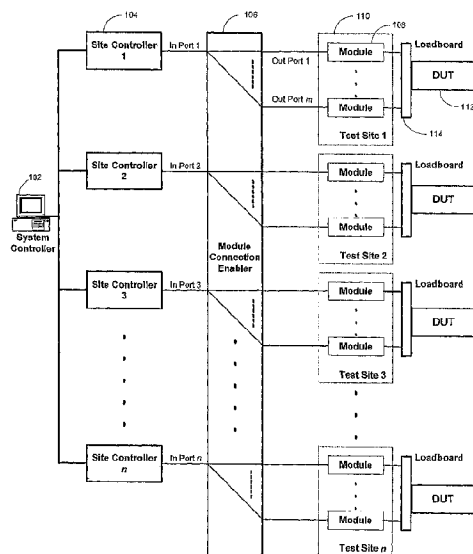 104
106
110
108
Site Controller
1
In Port 1
Out Port 1
Out Port m
Module
Module
Test Site 1
Loadboard
DUT
112
114
102
System
Controller
Site Controller
2
In Port 2
Module
Connection
Enabler
Module
Module
Test Site 2
Loadboard
DUT
Site Controller
3
In Port 3
Module
Module
Test Site 3
Loadboard
DUT
Site Controller
n
In Port n
Module
Module
Test Site n
Loadboard
DUT